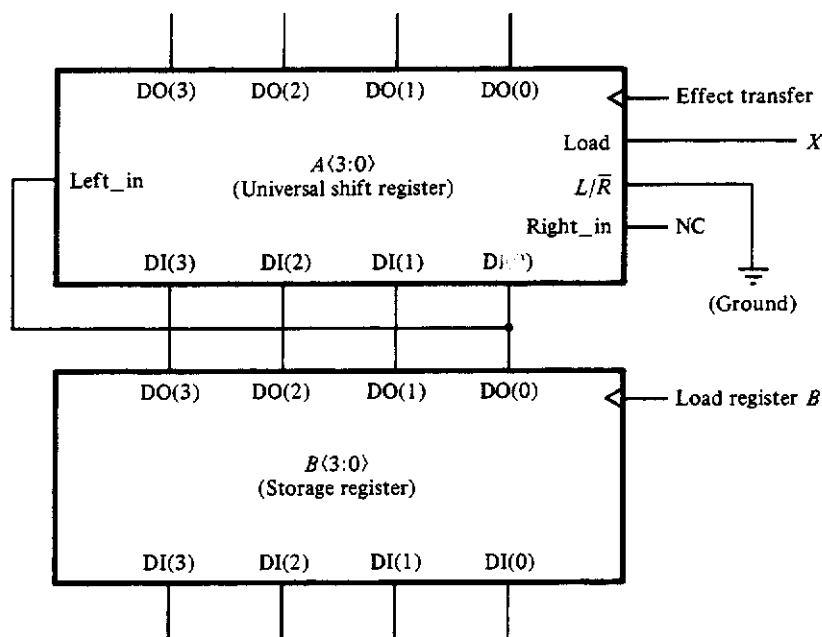 DO(3) DO(2) DO(1) DO(0)
Effect transfer
Load X
A⟨3:0⟩
(Universal shift register)
Left_in
L/R̅
Right_in NC
DI(3) DI(2) DI(1)
(Ground)
DO(3) DO(2) DO(1) DO(0)
Load register B
B⟨3:0⟩
(Storage register)
DI(3) DI(2) DI(1) DI(0)